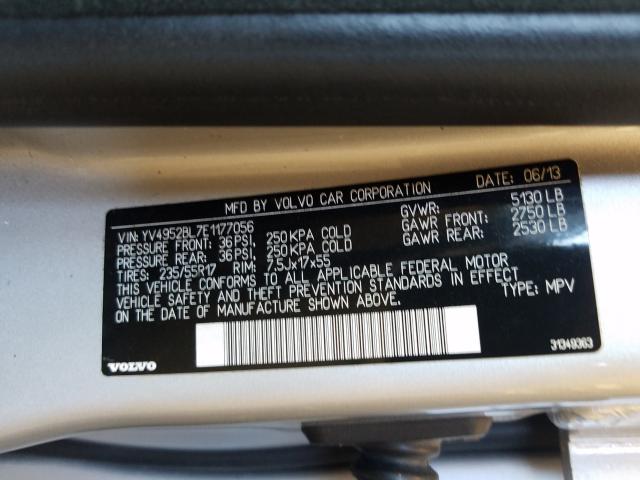 MFD BY VOLVO CAR CORPORATION DATE: 06/13
VIN: YV4952BL7E1177056 GVWR: 5130 LB
PRESSURE FRONT: 36 PSI, 250 KPA COLD GAWR FRONT: 2750 LB
PRESSURE REAR: 36 PSI, 250 KPA COLD GAWR REAR: 2530 LB
TIRES: 235/55R17 RIM: 7.5Jx17x55
THIS VEHICLE CONFORMS TO ALL APPLICABLE FEDERAL MOTOR
VEHICLE SAFETY AND THEFT PREVENTION STANDARDS IN EFFECT
ON THE DATE OF MANUFACTURE SHOWN ABOVE. TYPE: MPV
VOLVO 31349363